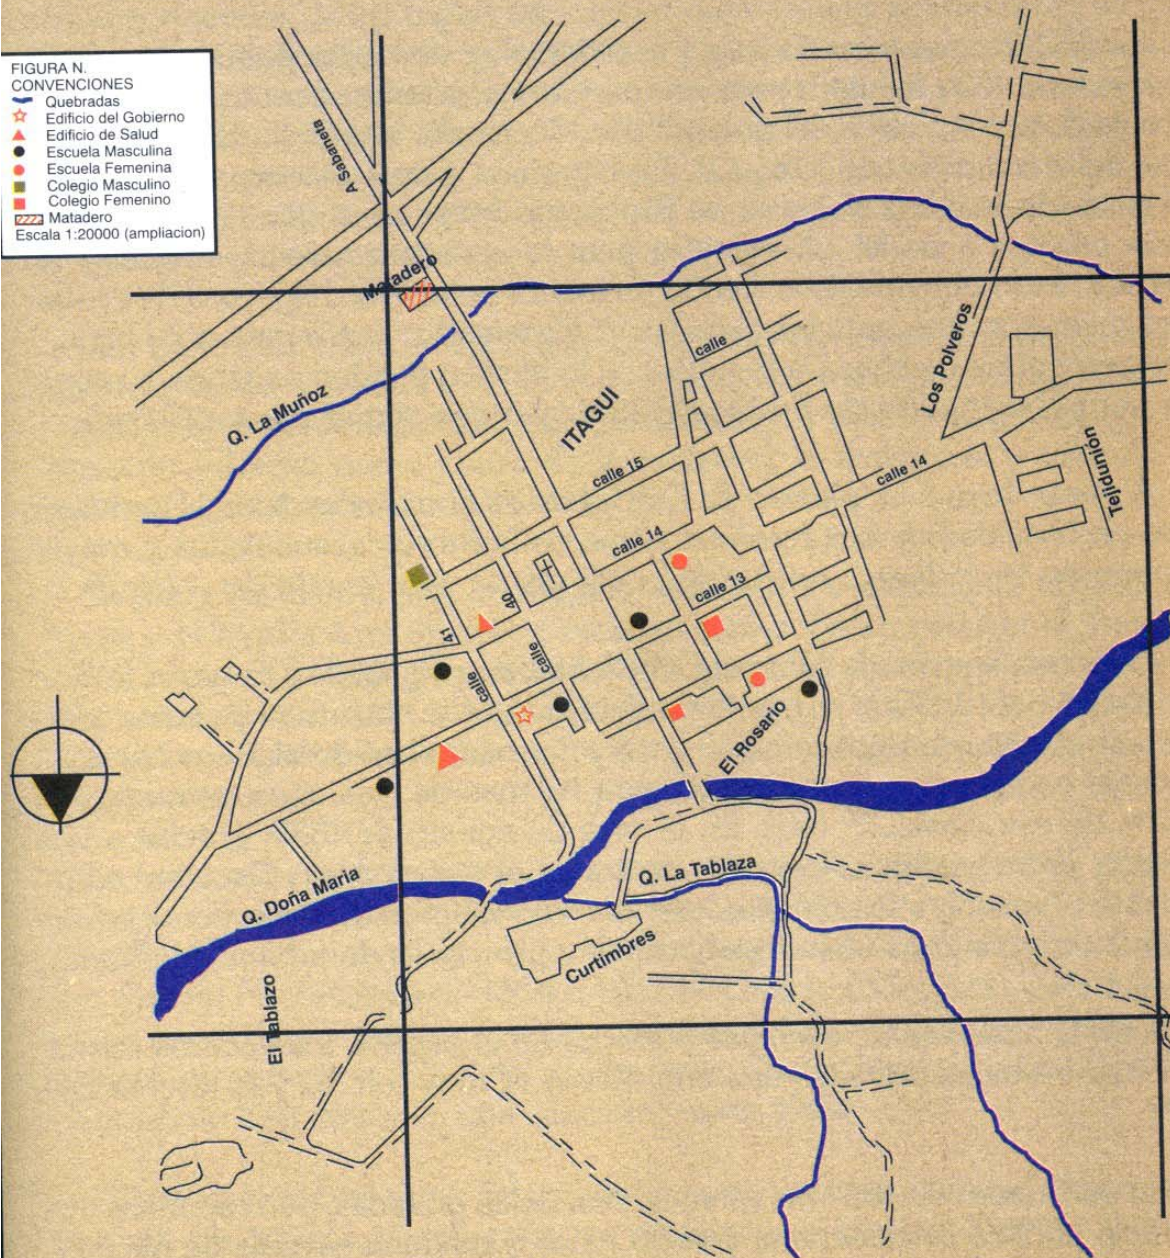 FIGURA N.
CONVENCIONES
Quebradas
Edificio del Gobierno
Edificio de Salud
Escuela Masculina
Escuela Femenina
Colegio Masculino
Colegio Femenino
Matadero
Escala 1:20000 (ampliacion)
A Sabaneta
Matadero
Q. La Muñoz
ITAGUI
calle
Los Polveros
calle 15
calle 14
Tejidunión
calle 14
calle 13
40
41
calle
calle
El Rosario
Q. La Tablaza
Q. Doña Maria
Curtimbres
El Tablazo